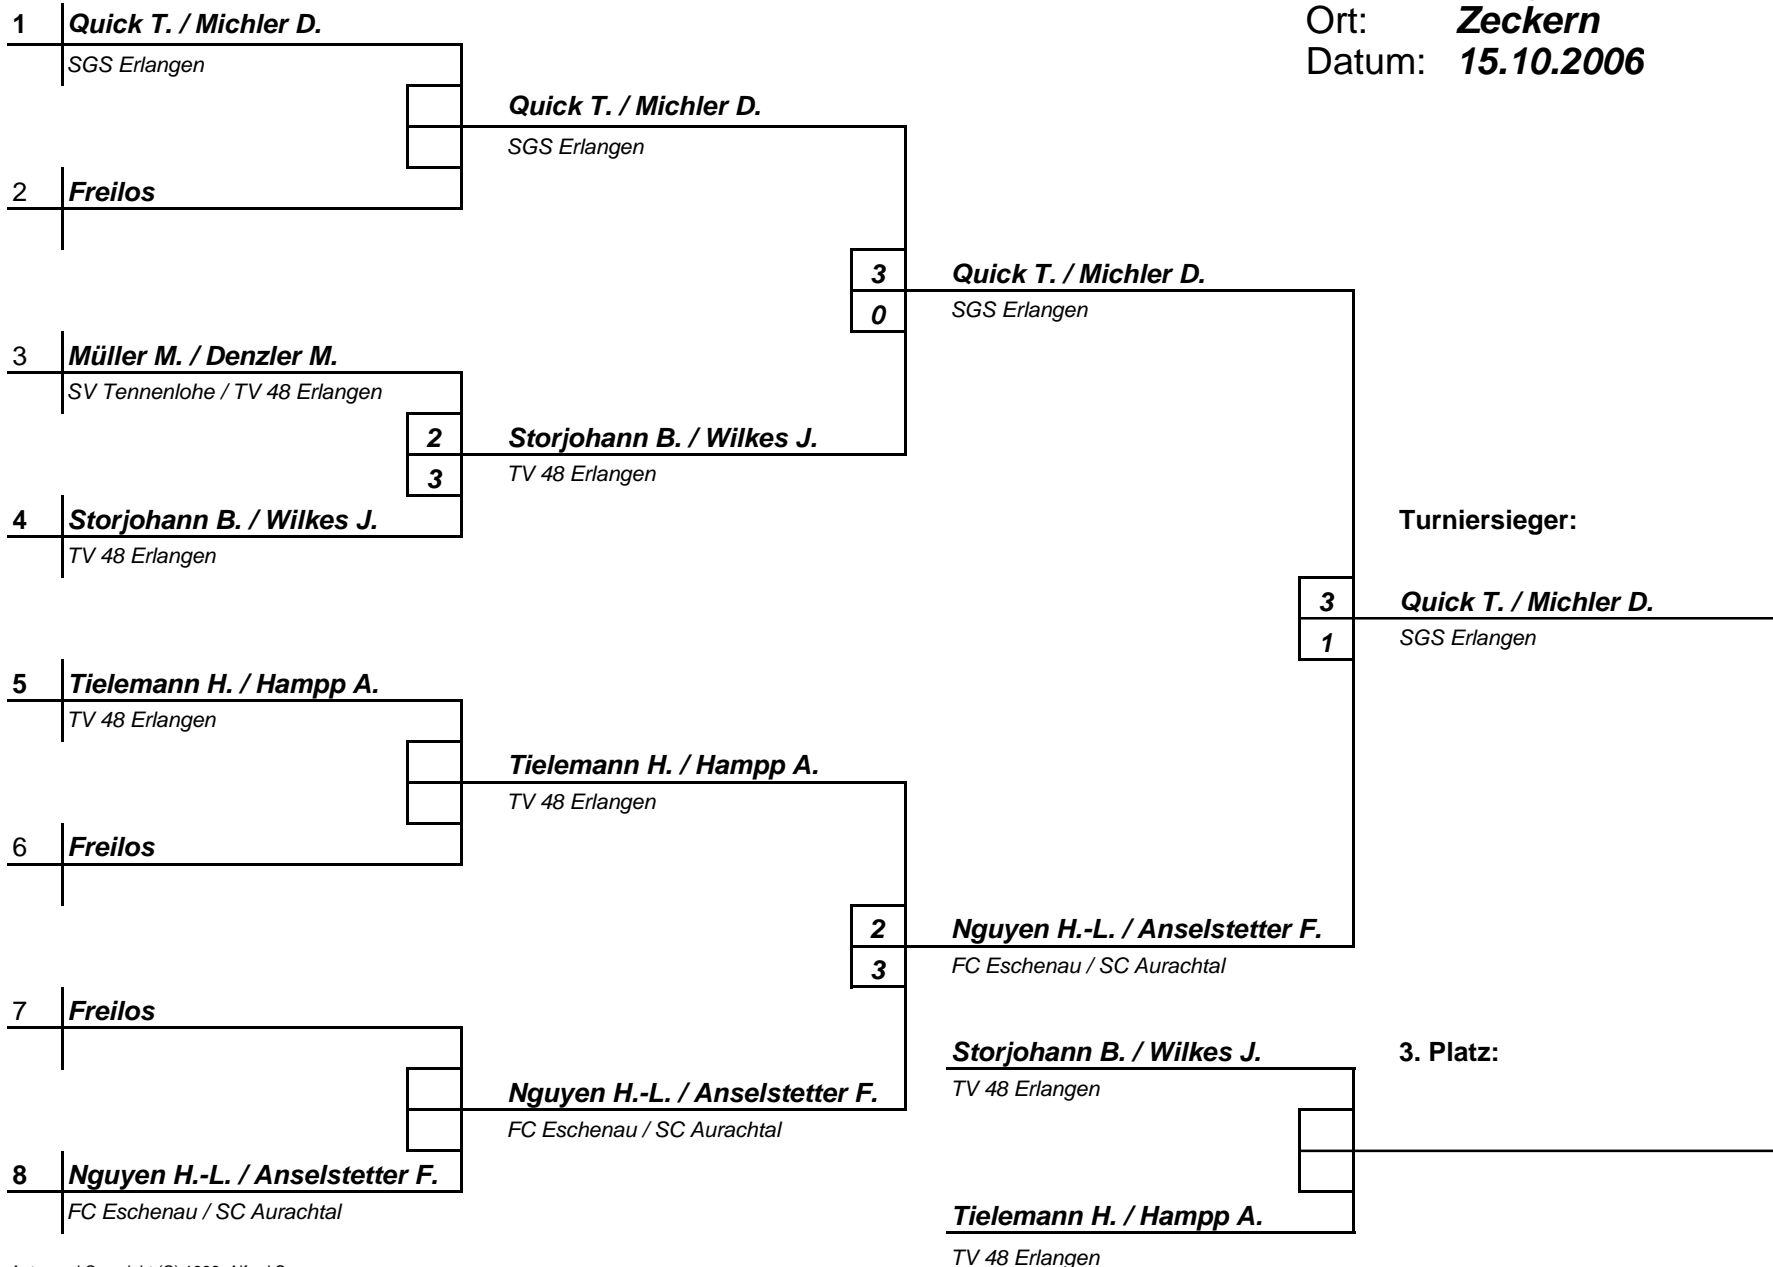 Ort: Zeckern
Datum: 15.10.2006
1 Quick T. / Michler D.
SGS Erlangen
Quick T. / Michler D.
SGS Erlangen
2 Freilos
3 Quick T. / Michler D.
0 SGS Erlangen
3 Müller M. / Denzler M.
SV Tennenlohe / TV 48 Erlangen
2 Storjohann B. / Wilkes J.
3 TV 48 Erlangen
4 Storjohann B. / Wilkes J.
TV 48 Erlangen
Turniersieger:
3 Quick T. / Michler D.
1 SGS Erlangen
5 Tielemann H. / Hampp A.
TV 48 Erlangen
Tielemann H. / Hampp A.
TV 48 Erlangen
6 Freilos
2 Nguyen H.-L. / Anselstetter F.
3 FC Eschenau / SC Aurachtal
7 Freilos
Storjohann B. / Wilkes J.
TV 48 Erlangen
3. Platz:
Nguyen H.-L. / Anselstetter F.
FC Eschenau / SC Aurachtal
8 Nguyen H.-L. / Anselstetter F.
FC Eschenau / SC Aurachtal
Tielemann H. / Hampp A.
TV 48 Erlangen